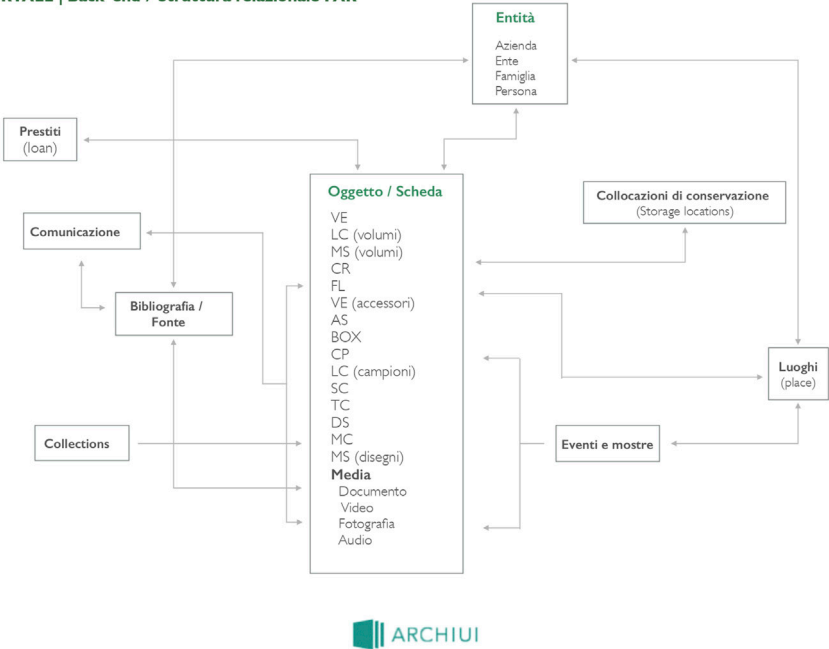 Entità
Azienda
Ente
Famiglia
Persona
Prestiti
(loan)
Oggetto / Scheda
VE
LC (volumi)
MS (volumi)
CR
FL
VE (accessori)
AS
BOX
CP
LC (campioni)
SC
TC
DS
MC
MS (disegni)
Media
Documento
Video
Fotografia
Audio
Collocazioni di conservazione
(Storage locations)
Comunicazione
Bibliografia /
Fonte
Luoghi
(place)
Collections
Eventi e mostre
ARCHIUI